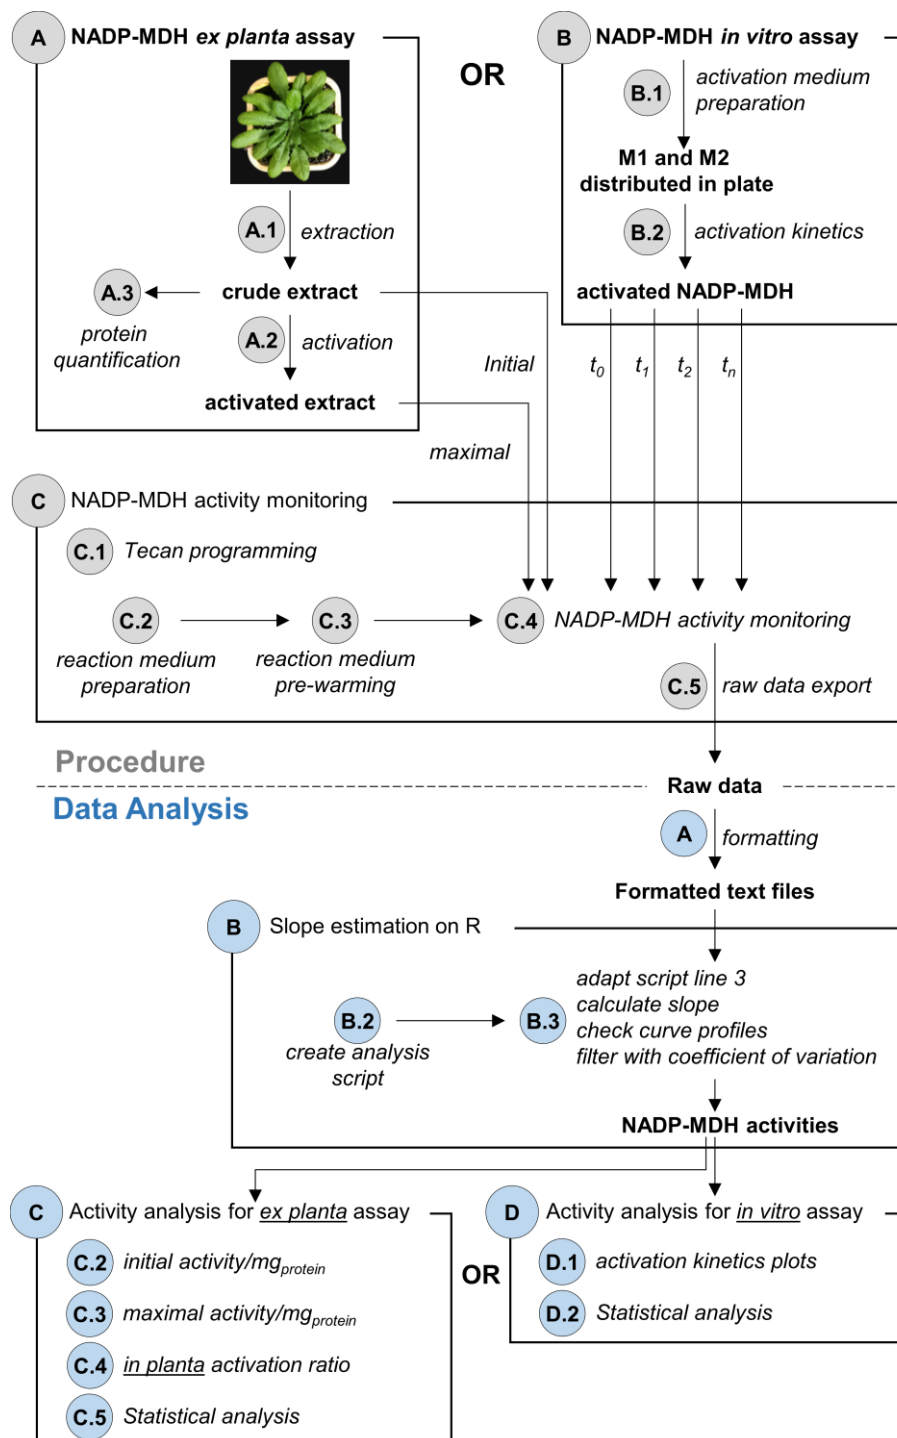 A NADP-MDH ex planta assay
OR
B NADP-MDH in vitro assay
B.1 activation medium
preparation
M1 and M2
distributed in plate
A.1 extraction
B.2 activation kinetics
A.3
crude extract
activated NADP-MDH
protein
quantification
A.2 activation
Initial
t0 t1 t2 tn
activated extract
maximal
C NADP-MDH activity monitoring
C.1 Tecan programming
C.2
C.3
C.4 NADP-MDH activity monitoring
reaction medium
preparation
reaction medium
pre-warming
C.5 raw data export
Procedure
Raw data
Data Analysis
A formatting
Formatted text files
B Slope estimation on R
adapt script line 3
calculate slope
check curve profiles
filter with coefficient of variation
B.2
B.3
create analysis
script
NADP-MDH activities
C Activity analysis for ex planta assay
C.2 initial activity/mgprotein
C.3 maximal activity/mgprotein
C.4 in planta activation ratio
C.5 Statistical analysis
OR
D Activity analysis for in vitro assay
D.1 activation kinetics plots
D.2 Statistical analysis